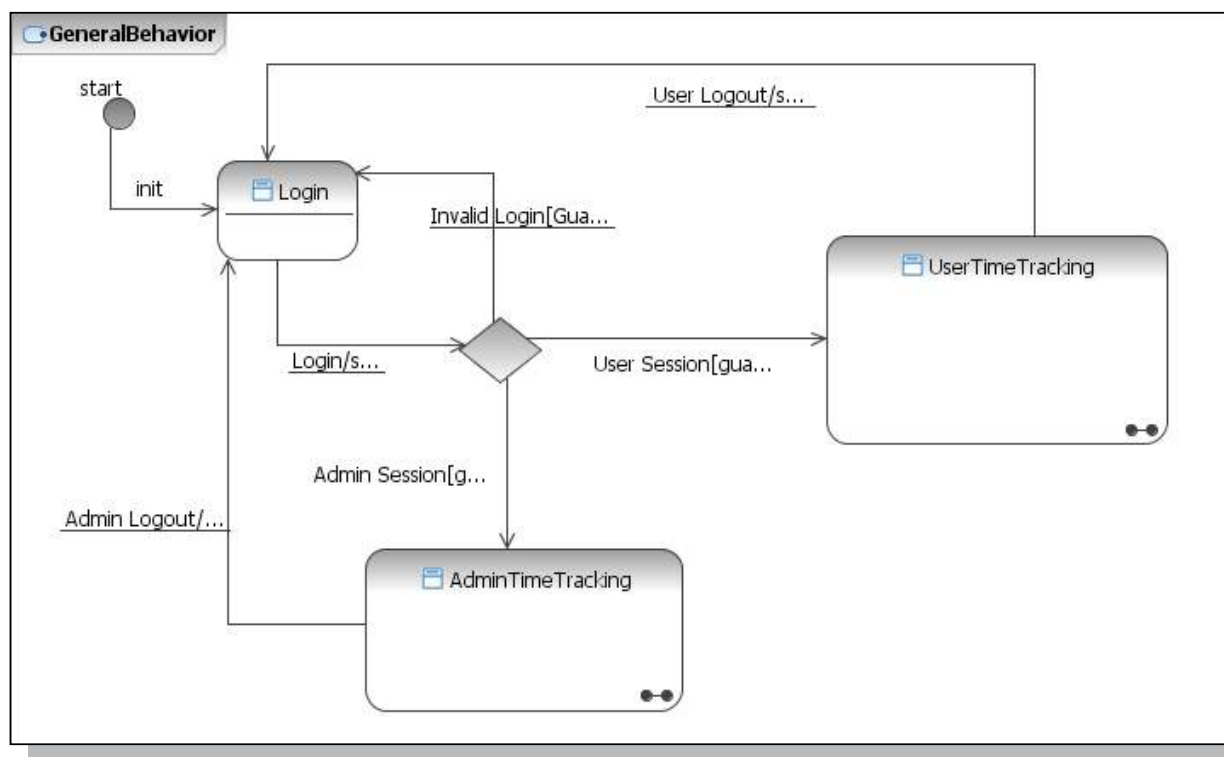 GeneralBehavior
start
User Logout/s...
init
Login
Invalid Login[Gua...
UserTimeTracking
Login/s...
User Session[gua...
Admin Session[g...
Admin Logout/...
AdminTimeTracking